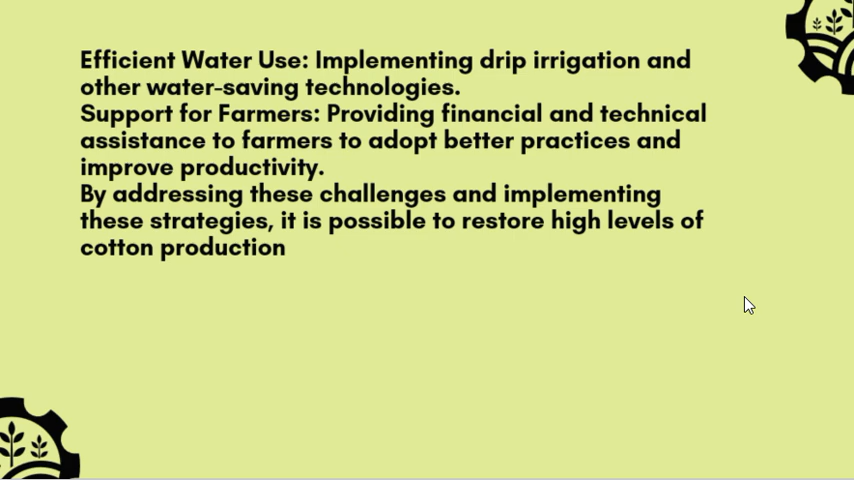 Efficient Water Use: Implementing drip irrigation and
other water-saving technologies.
Support for Farmers: Providing financial and technical
assistance to farmers to adopt better practices and
improve productivity.
By addressing these challenges and implementing
these strategies, it is possible to restore high levels of
cotton production